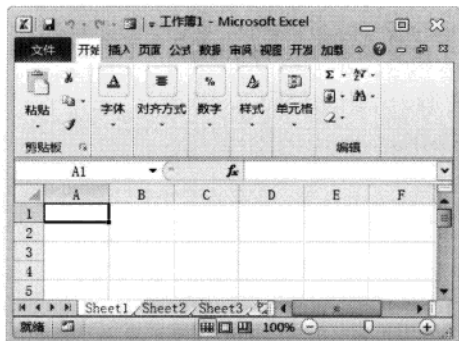 工作簿1 - Microsoft Excel
文件 开始 插入 页面 公式 数据 审阅 视图 开发 加载
粘贴 字体 对齐方式 数字 样式 单元格
剪贴板 编辑
A1 fx
A B C D E F
1
2
3
4
5
Sheet1 Sheet2 Sheet3
就绪 100%